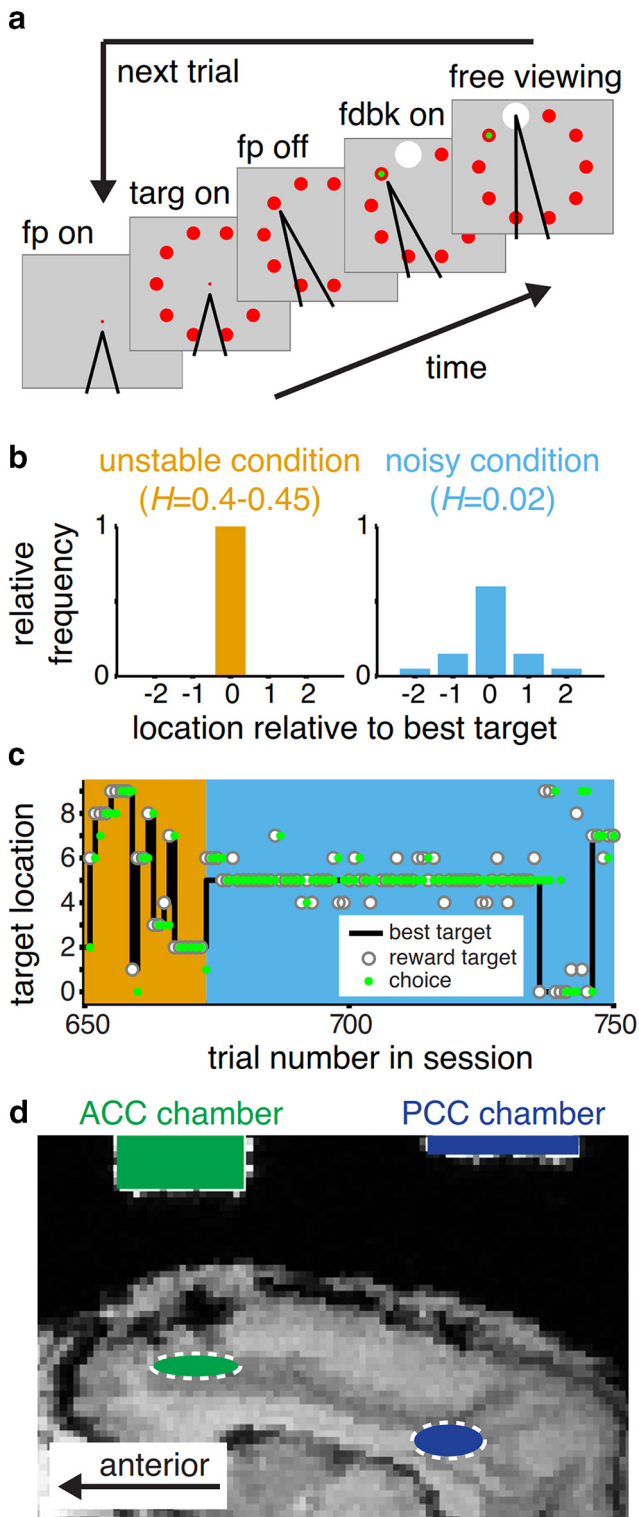 a
next trial
free viewing
fdbk on
fp off
targ on
fp on
time
b
unstable condition
(H=0.4-0.45)
noisy condition
(H=0.02)
relative
frequency
1
0
-2 -1 0 1 2
1
0
-2 -1 0 1 2
location relative to best target
c
target location
8
6
4
2
0
best target
reward target
choice
650 700 750
trial number in session
d
ACC chamber
PCC chamber
anterior